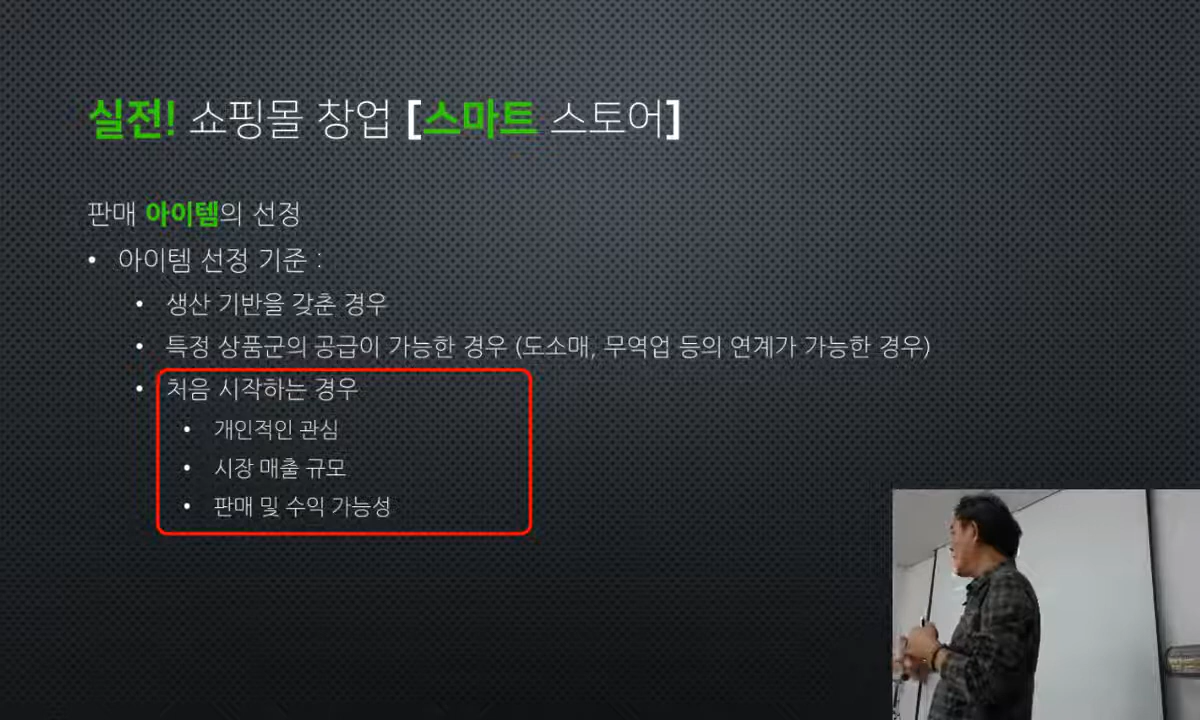 실전! 쇼핑몰 창업 [스마트 스토어]
판매 아이템의 선정
• 아이템 선정 기준 :
• 생산 기반을 갖춘 경우
• 특정 상품군의 공급이 가능한 경우 (도소매, 무역업 등의 연계가 가능한 경우)
• 처음 시작하는 경우
• 개인적인 관심
• 시장 매출 규모
• 판매 및 수익 가능성